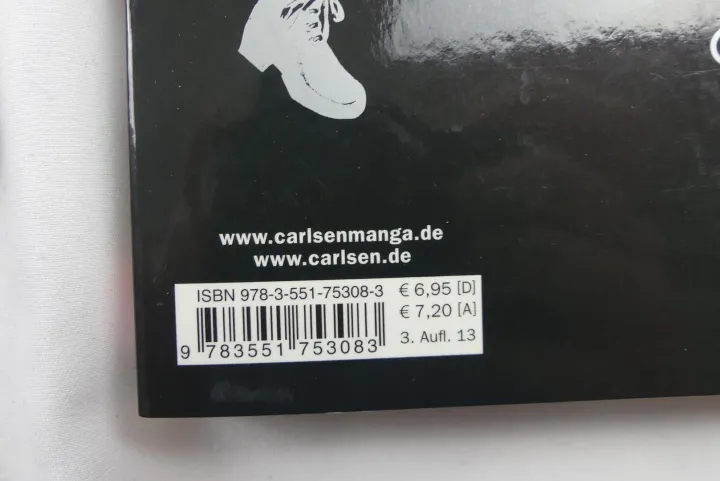 www.carlsenmanga.de
www.carlsen.de
ISBN 978-3-551-75308-3
€ 6,95 [D]
€ 7,20 [A]
9 783551 753083
3. Aufl. 13